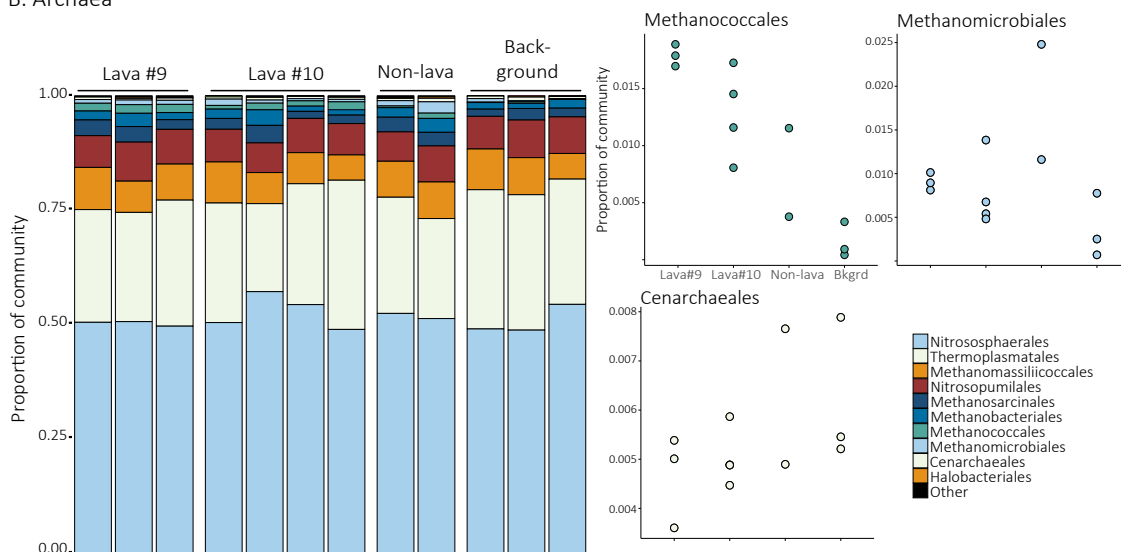 B. Archaea
Lava #9
Lava #10
Non-lava
Back-
ground
Proportion of community
1.00
0.75
0.50
0.25
0.00
Methanococcales
Proportion of community
0.015
0.010
0.005
Lava#9
Lava#10
Non-lava
Bkgrd
Methanomicrobiales
0.025
0.020
0.015
0.010
0.005
Cenarchaeales
0.008
0.007
0.006
0.005
0.004
Nitrososphaerales
Thermoplasmatales
Methanomassiliicoccales
Nitrosopumilales
Methanosarcinales
Methanobacteriales
Methanococcales
Methanomicrobiales
Cenarchaeales
Halobacteriales
Other